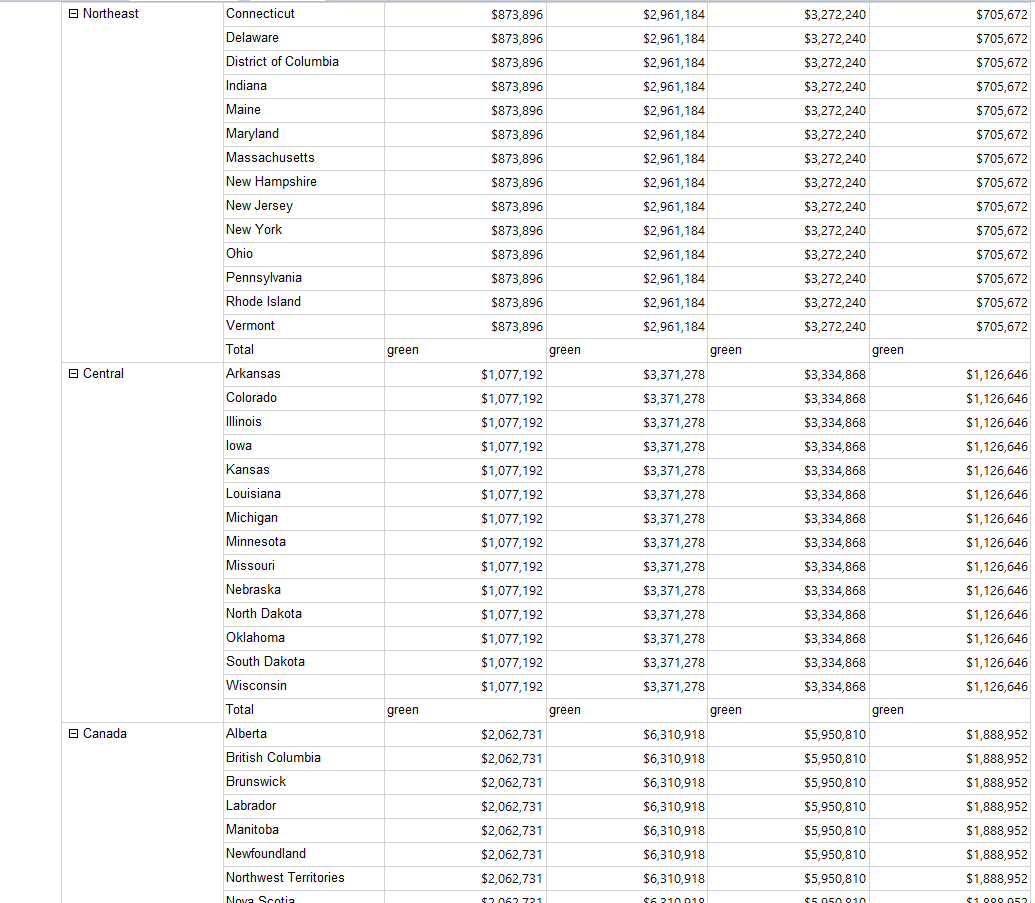 Northeast Connecticut $873,896 $2,961,184 $3,272,240 $705,672
Delaware $873,896 $2,961,184 $3,272,240 $705,672
District of Columbia $873,896 $2,961,184 $3,272,240 $705,672
Indiana $873,896 $2,961,184 $3,272,240 $705,672
Maine $873,896 $2,961,184 $3,272,240 $705,672
Maryland $873,896 $2,961,184 $3,272,240 $705,672
Massachusetts $873,896 $2,961,184 $3,272,240 $705,672
New Hampshire $873,896 $2,961,184 $3,272,240 $705,672
New Jersey $873,896 $2,961,184 $3,272,240 $705,672
New York $873,896 $2,961,184 $3,272,240 $705,672
Ohio $873,896 $2,961,184 $3,272,240 $705,672
Pennsylvania $873,896 $2,961,184 $3,272,240 $705,672
Rhode Island $873,896 $2,961,184 $3,272,240 $705,672
Vermont $873,896 $2,961,184 $3,272,240 $705,672
Total green green green green
Central Arkansas $1,077,192 $3,371,278 $3,334,868 $1,126,646
Colorado $1,077,192 $3,371,278 $3,334,868 $1,126,646
Illinois $1,077,192 $3,371,278 $3,334,868 $1,126,646
Iowa $1,077,192 $3,371,278 $3,334,868 $1,126,646
Kansas $1,077,192 $3,371,278 $3,334,868 $1,126,646
Louisiana $1,077,192 $3,371,278 $3,334,868 $1,126,646
Michigan $1,077,192 $3,371,278 $3,334,868 $1,126,646
Minnesota $1,077,192 $3,371,278 $3,334,868 $1,126,646
Missouri $1,077,192 $3,371,278 $3,334,868 $1,126,646
Nebraska $1,077,192 $3,371,278 $3,334,868 $1,126,646
North Dakota $1,077,192 $3,371,278 $3,334,868 $1,126,646
Oklahoma $1,077,192 $3,371,278 $3,334,868 $1,126,646
South Dakota $1,077,192 $3,371,278 $3,334,868 $1,126,646
Wisconsin $1,077,192 $3,371,278 $3,334,868 $1,126,646
Total green green green green
Canada Alberta $2,062,731 $6,310,918 $5,950,810 $1,888,952
British Columbia $2,062,731 $6,310,918 $5,950,810 $1,888,952
Brunswick $2,062,731 $6,310,918 $5,950,810 $1,888,952
Labrador $2,062,731 $6,310,918 $5,950,810 $1,888,952
Manitoba $2,062,731 $6,310,918 $5,950,810 $1,888,952
Newfoundland $2,062,731 $6,310,918 $5,950,810 $1,888,952
Northwest Territories $2,062,731 $6,310,918 $5,950,810 $1,888,952
Nova Scotia $2,062,731 $6,310,918 $5,950,810 $1,888,952